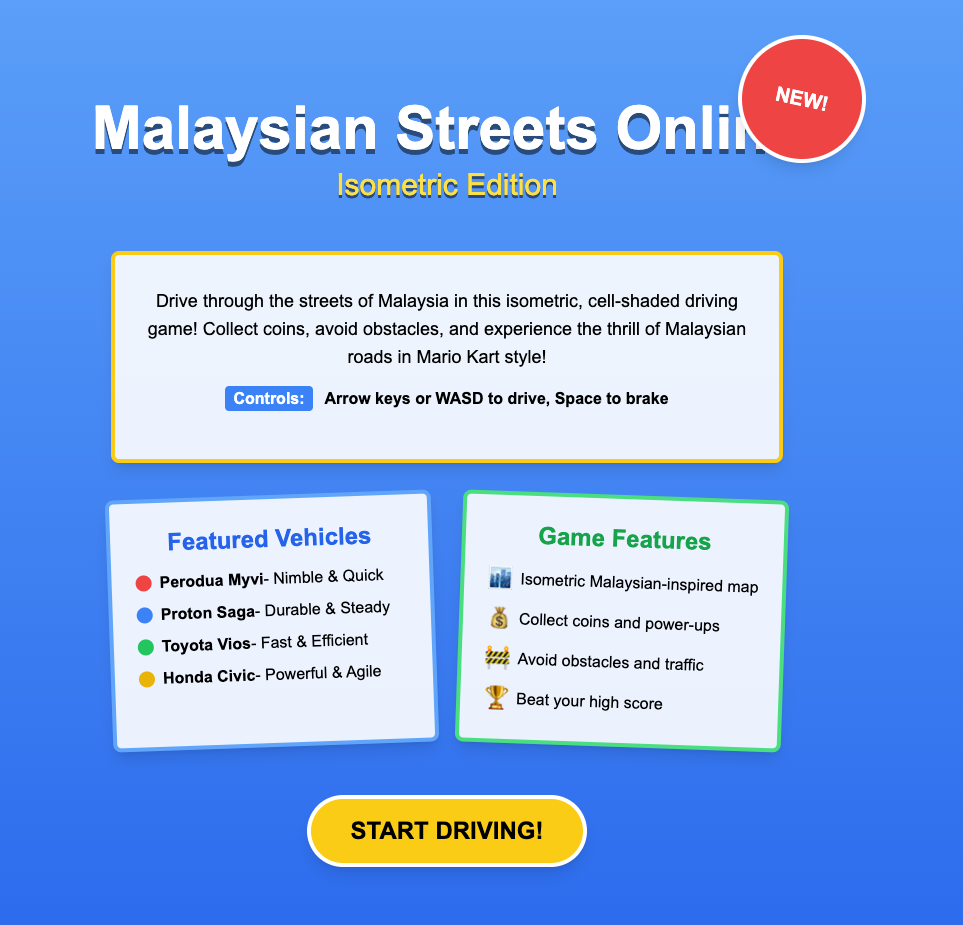 NEW!
Malaysian Streets Onlin
Isometric Edition
Drive through the streets of Malaysia in this isometric, cell-shaded driving
game! Collect coins, avoid obstacles, and experience the thrill of Malaysian
roads in Mario Kart style!
Controls: Arrow keys or WASD to drive, Space to brake
Featured Vehicles
Perodua Myvi- Nimble & Quick
Proton Saga- Durable & Steady
Toyota Vios- Fast & Efficient
Honda Civic- Powerful & Agile
Game Features
Isometric Malaysian-inspired map
Collect coins and power-ups
Avoid obstacles and traffic
Beat your high score
START DRIVING!